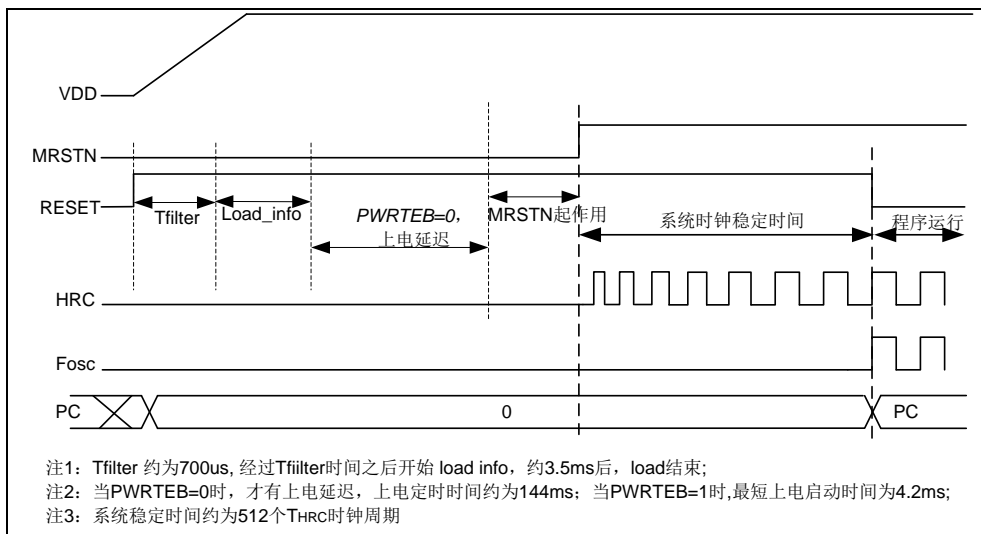 VDD
MRSTN
RESET
Tfilter
Load_info
PWRTEB=0，
上电延迟
MRSTN起作用
系统时钟稳定时间
程序运行
HRC
Fosc
PC
0
PC
注1：Tfilter 约为700us, 经过Tfiilter时间之后开始 load info，约3.5ms后，load结束;
注2：当PWRTEB=0时，才有上电延迟，上电定时时间约为144ms；当PWRTEB=1时,最短上电启动时间为4.2ms;
注3：系统稳定时间约为512个THRC时钟周期